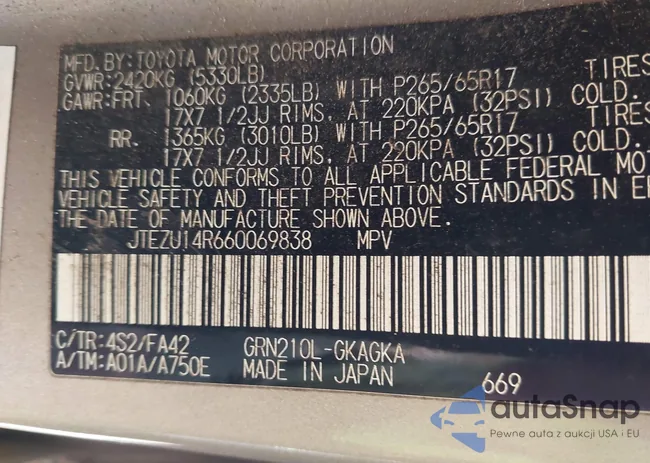 MFD.BY:TOYOTA MOTOR CORPORATION
GVWR:2420KG (5330LB)
GAWR:FRT. 1060KG (2335LB) WITH P265/65R17 TIRES
17X7 1/2JJ RIMS, AT 220KPA (32PSI) COLD.
RR. 1365KG (3010LB) WITH P265/65R17 TIRES
17X7 1/2JJ RIMS, AT 220KPA (32PSI) COLD.
THIS VEHICLE CONFORMS TO ALL APPLICABLE FEDERAL MO
VEHICLE SAFETY AND THEFT PREVENTION STANDARDS IN E
THE DATE OF MANUFACTURE SHOWN ABOVE.
JTEZU14R660069838 MPV
C/TR:4S2/FA42 GRN210L-GKAGKA
A/TM:A01A/A750E MADE IN JAPAN 669
autaSnap
Pewne auta z aukcji USA i EU